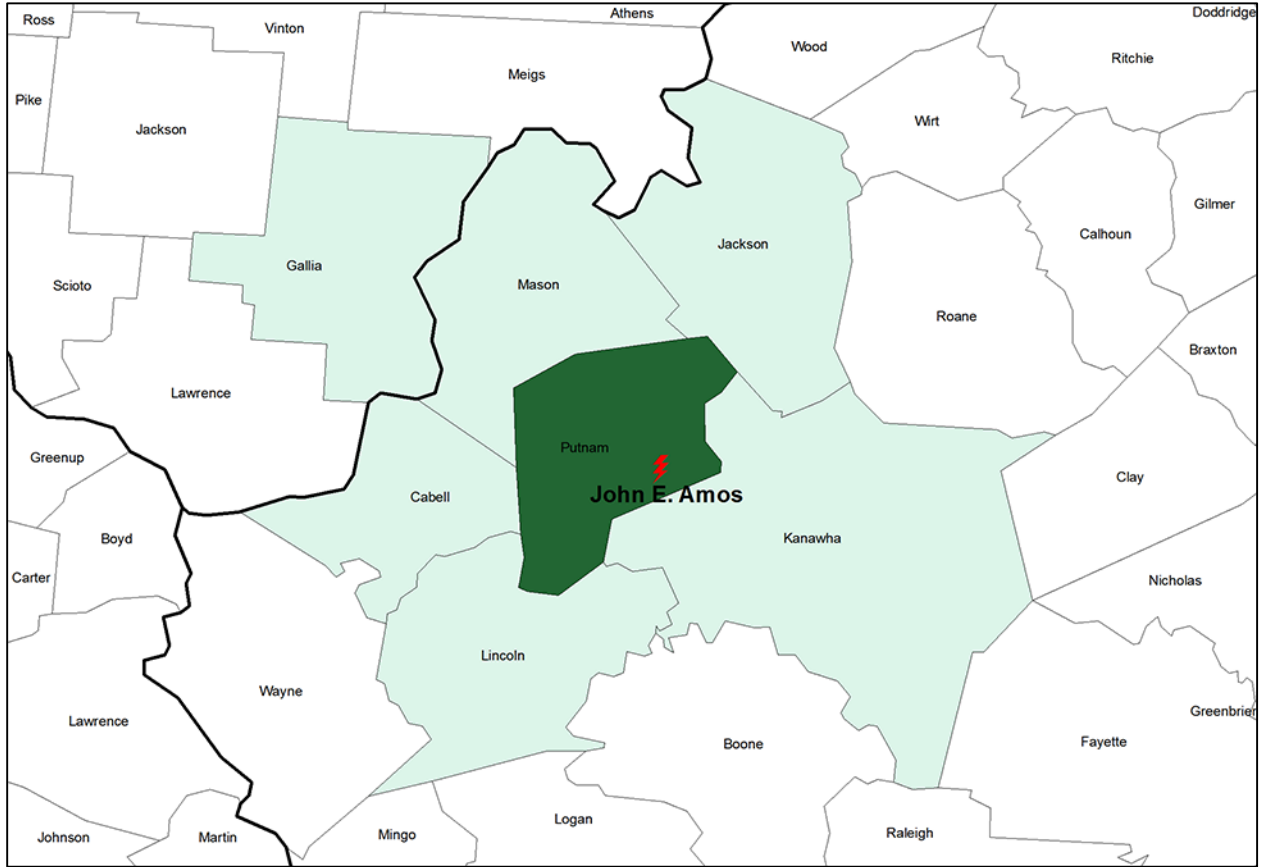 Ross
Vinton
Athens
Doddridge
Wood
Ritchie
Meigs
Pike
Jackson
Wirt
Gilmer
Calhoun
Jackson
Gallia
Mason
Scioto
Roane
Braxton
Lawrence
Putnam
Greenup
Clay
John E. Amos
Cabell
Boyd
Kanawha
Carter
Nicholas
Lincoln
Wayne
Greenbrier
Lawrence
Boone
Fayette
Logan
Raleigh
Johnson
Martin
Mingo